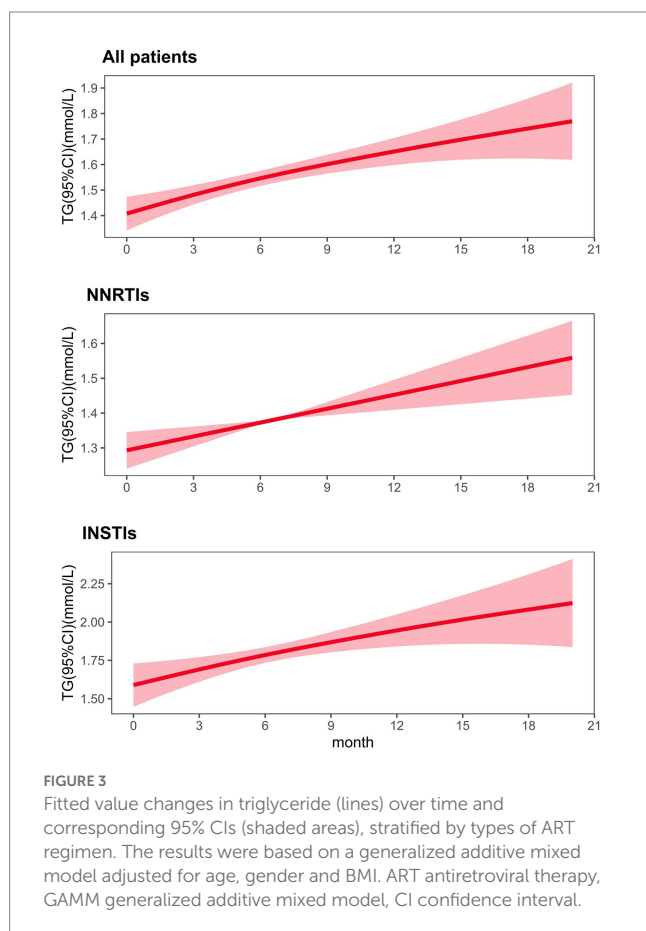 All patients
TG(95%CI)(mmol/L)
1.9
1.8
1.7
1.6
1.5
1.4
0 3 6 9 12 15 18 21
NNRTIs
TG(95%CI)(mmol/L)
1.6
1.5
1.4
1.3
0 3 6 9 12 15 18 21
INSTIs
TG(95%CI)(mmol/L)
2.25
2.00
1.75
1.50
0 3 6 9 12 15 18 21
month
FIGURE 3
Fitted value changes in triglyceride (lines) over time and
corresponding 95% CIs (shaded areas), stratified by types of ART
regimen. The results were based on a generalized additive mixed
model adjusted for age, gender and BMI. ART antiretroviral therapy,
GAMM generalized additive mixed model, CI confidence interval.